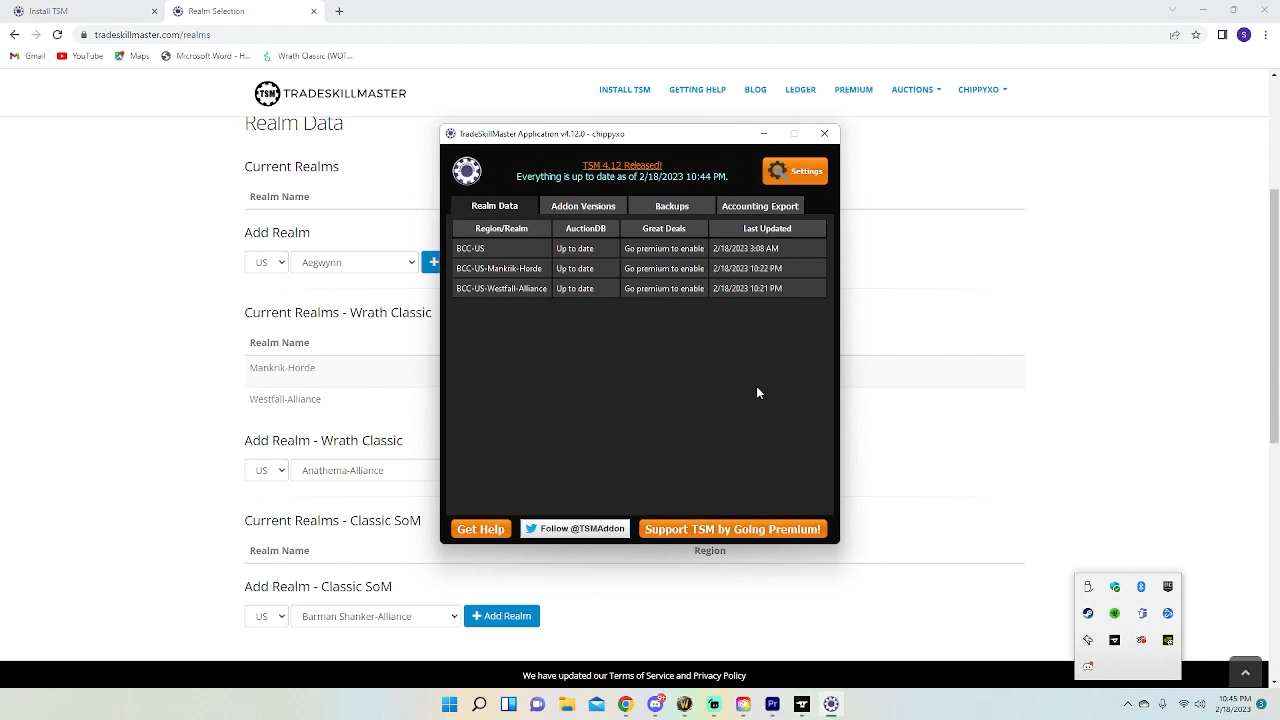 Install TSM
Realm Selection
tradeskillmaster.com/realms
S
Gmail
YouTube
Maps
Microsoft Word - H...
Wrath Classic (WOT...
TSM TRADESKILLMASTER
INSTALL TSM GETTING HELP BLOG LEDGER PREMIUM AUCTIONS CHIPPYXO
Realm Data
Current Realms
Realm Name
Add Realm
US Aegwynn
Current Realms - Wrath Classic
Realm Name
Mankrik-Horde
Westfall-Alliance
Add Realm - Wrath Classic
US Anathema-Alliance
Current Realms - Classic SoM
Realm Name Region
Add Realm - Classic SoM
US Barman Shanker-Alliance + Add Realm
We have updated our Terms of Service and Privacy Policy
TradeSkillMaster Application v4.12.0 - chippyxo
TSM 4.12 Released!
Everything is up to date as of 2/18/2023 10:44 PM.
Settings
Realm Data Addon Versions Backups Accounting Export
Region/Realm AuctionDB Great Deals Last Updated
BCC-US Up to date Go premium to enable 2/18/2023 3:08 AM
BCC-US-Mankrik-Horde Up to date Go premium to enable 2/18/2023 10:22 PM
BCC-US-Westfall-Alliance Up to date Go premium to enable 2/18/2023 10:21 PM
Get Help Follow @TSMAddon Support TSM by Going Premium!
Pr
10:45 PM
2/18/2023
3